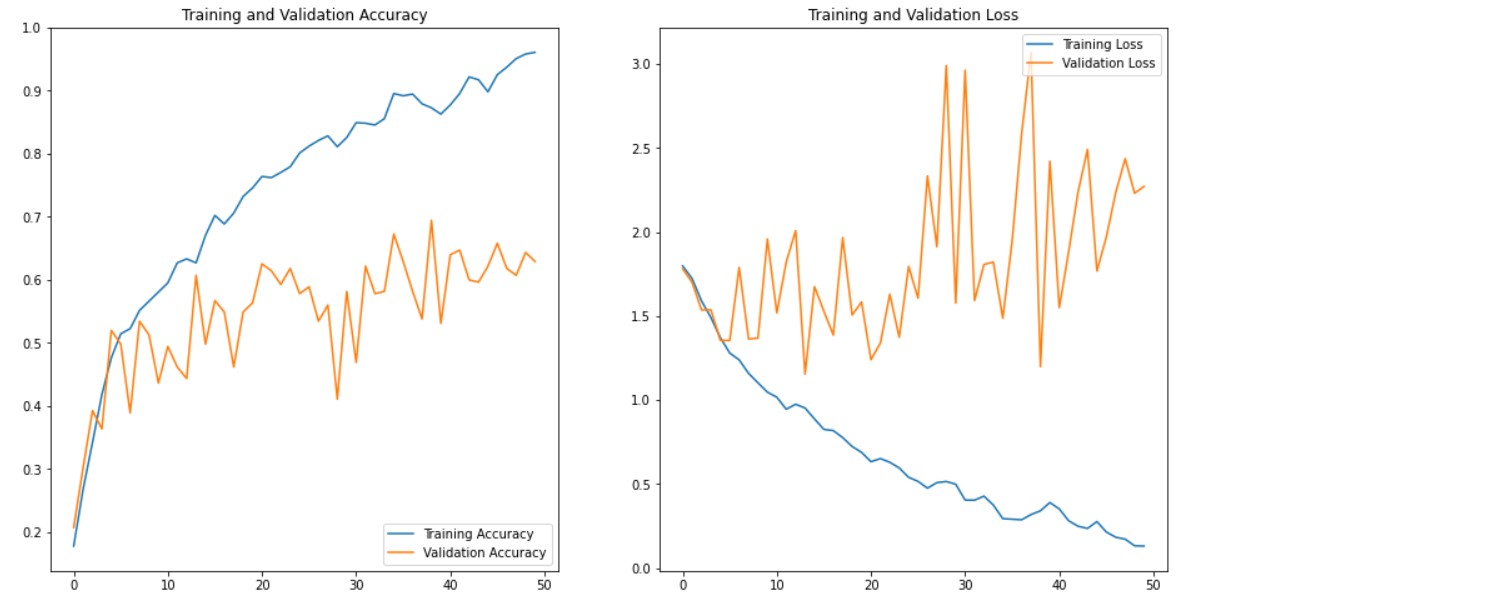 Training and Validation Accuracy
1.0
0.9
0.8
0.7
0.6
0.5
0.4
0.3
0.2
Training Accuracy
Validation Accuracy
0 10 20 30 40 50
Training and Validation Loss
Training Loss
Validation Loss
3.0
2.5
2.0
1.5
1.0
0.5
0.0
0 10 20 30 40 50